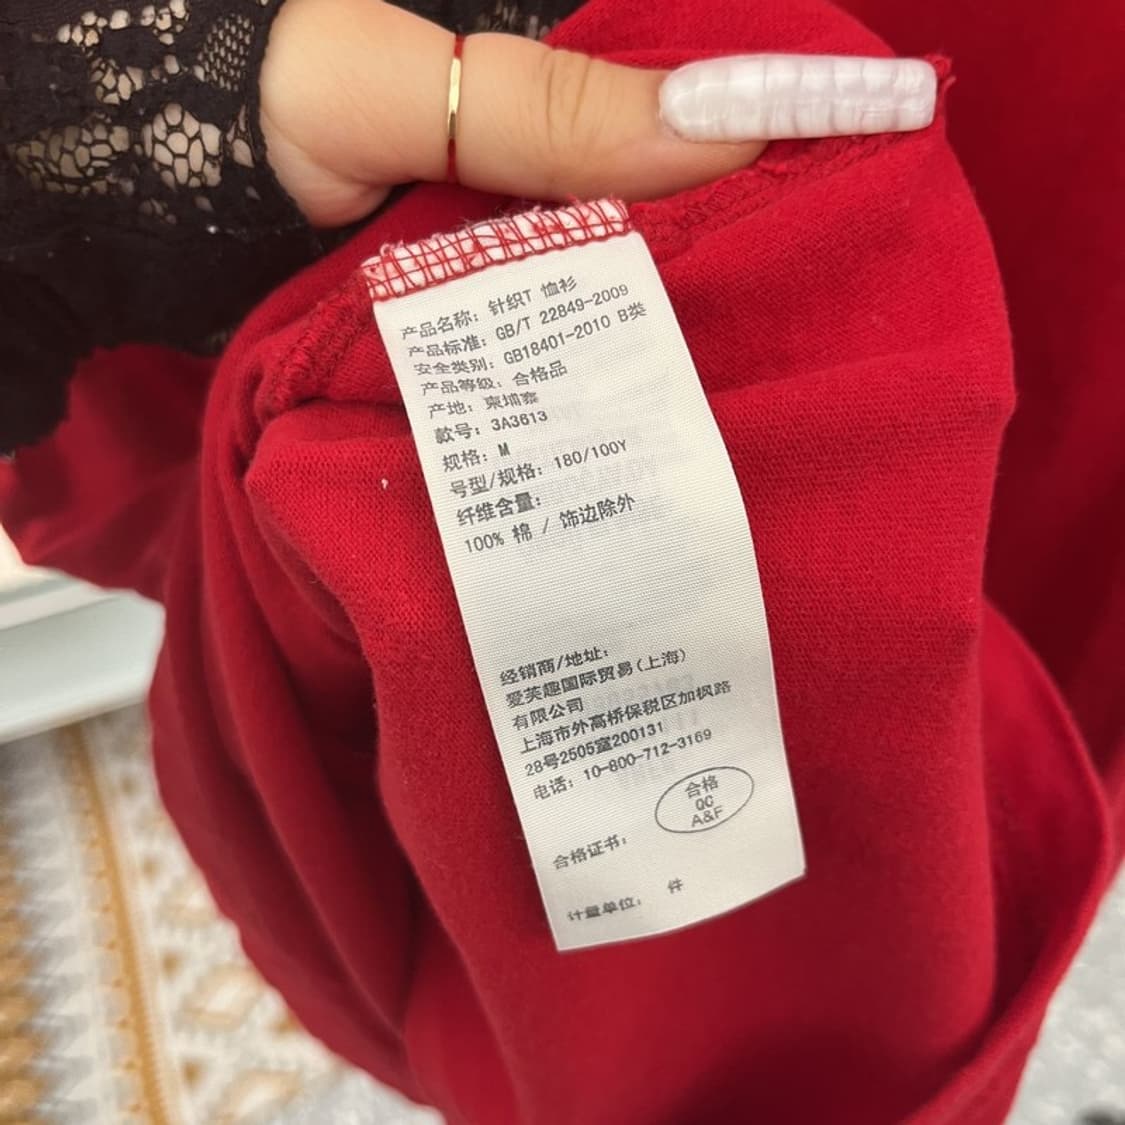 产品名称: 针织T 恤衫
产品标准: GB/T 22849-2009
安全类别: GB18401-2010 B类
产品等级: 合格品
产地: 柬埔寨
款号: 3A3613
规格: M
号型/规格: 180/100Y
纤维含量:
100% 棉 / 饰边除外
经销商/地址:
爱芙趣国际贸易(上海)
有限公司
上海市外高桥保税区加枫路
28号2505室200131
电话: 10-800-712-3169
合格
QC
A&F
合格证书:
计量单位: 件